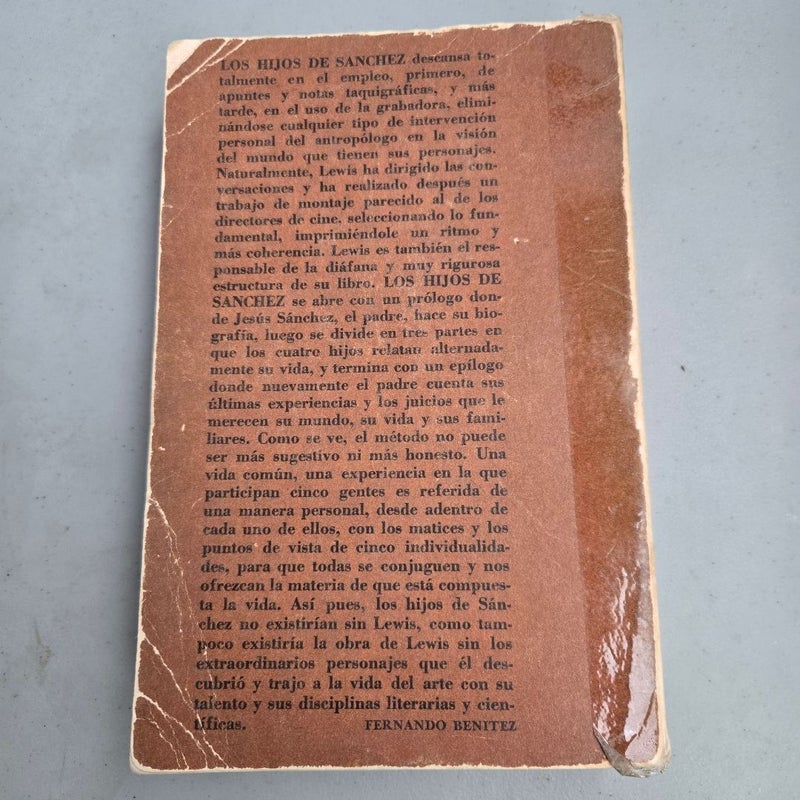 LOS HIJOS DE SANCHEZ descansa to-
talmente en el empleo, primero, de
apuntes y notas taquigráficas, y más
tarde, en el uso de la grabadora, elimi-
nándose cualquier tipo de intervención
personal del antropólogo en la visión
del mundo que tienen sus personajes.
Naturalmente, Lewis ha dirigido las con-
versaciones y ha realizado después un
trabajo de montaje parecido al de los
directores de cine, seleccionando lo fun-
damental, imprimiéndole un ritmo y
más coherencia. Lewis es también el res-
ponsable de la diáfana y muy rigurosa
estructura de su libro. LOS HIJOS DE
SANCHEZ se abre con un prólogo don-
de Jesús Sánchez, el padre, hace su bio-
grafía, luego se divide en tres partes en
que los cuatro hijos relatan alternada-
mente su vida, y termina con un epílogo
donde nuevamente el padre cuenta sus
últimas experiencias y los juicios que le
merecen su mundo, su vida y sus fami-
liares. Como se ve, el método no puede
ser más sugestivo ni más honesto. Una
vida común, una experiencia en la que
participan cinco gentes es referida de
una manera personal, desde adentro de
cada uno de ellos, con los matices y los
puntos de vista de cinco individualida-
des, para que todas se conjuguen y nos
ofrezcan la materia de que está compues-
ta la vida. Así pues, los hijos de Sán-
chez no existirían sin Lewis, como tam-
poco existiría la obra de Lewis sin los
extraordinarios personajes que él des-
cubrió y trajo a la vida del arte con su
talento y sus disciplinas literarias y cien-
tíficas. FERNANDO BENITEZ